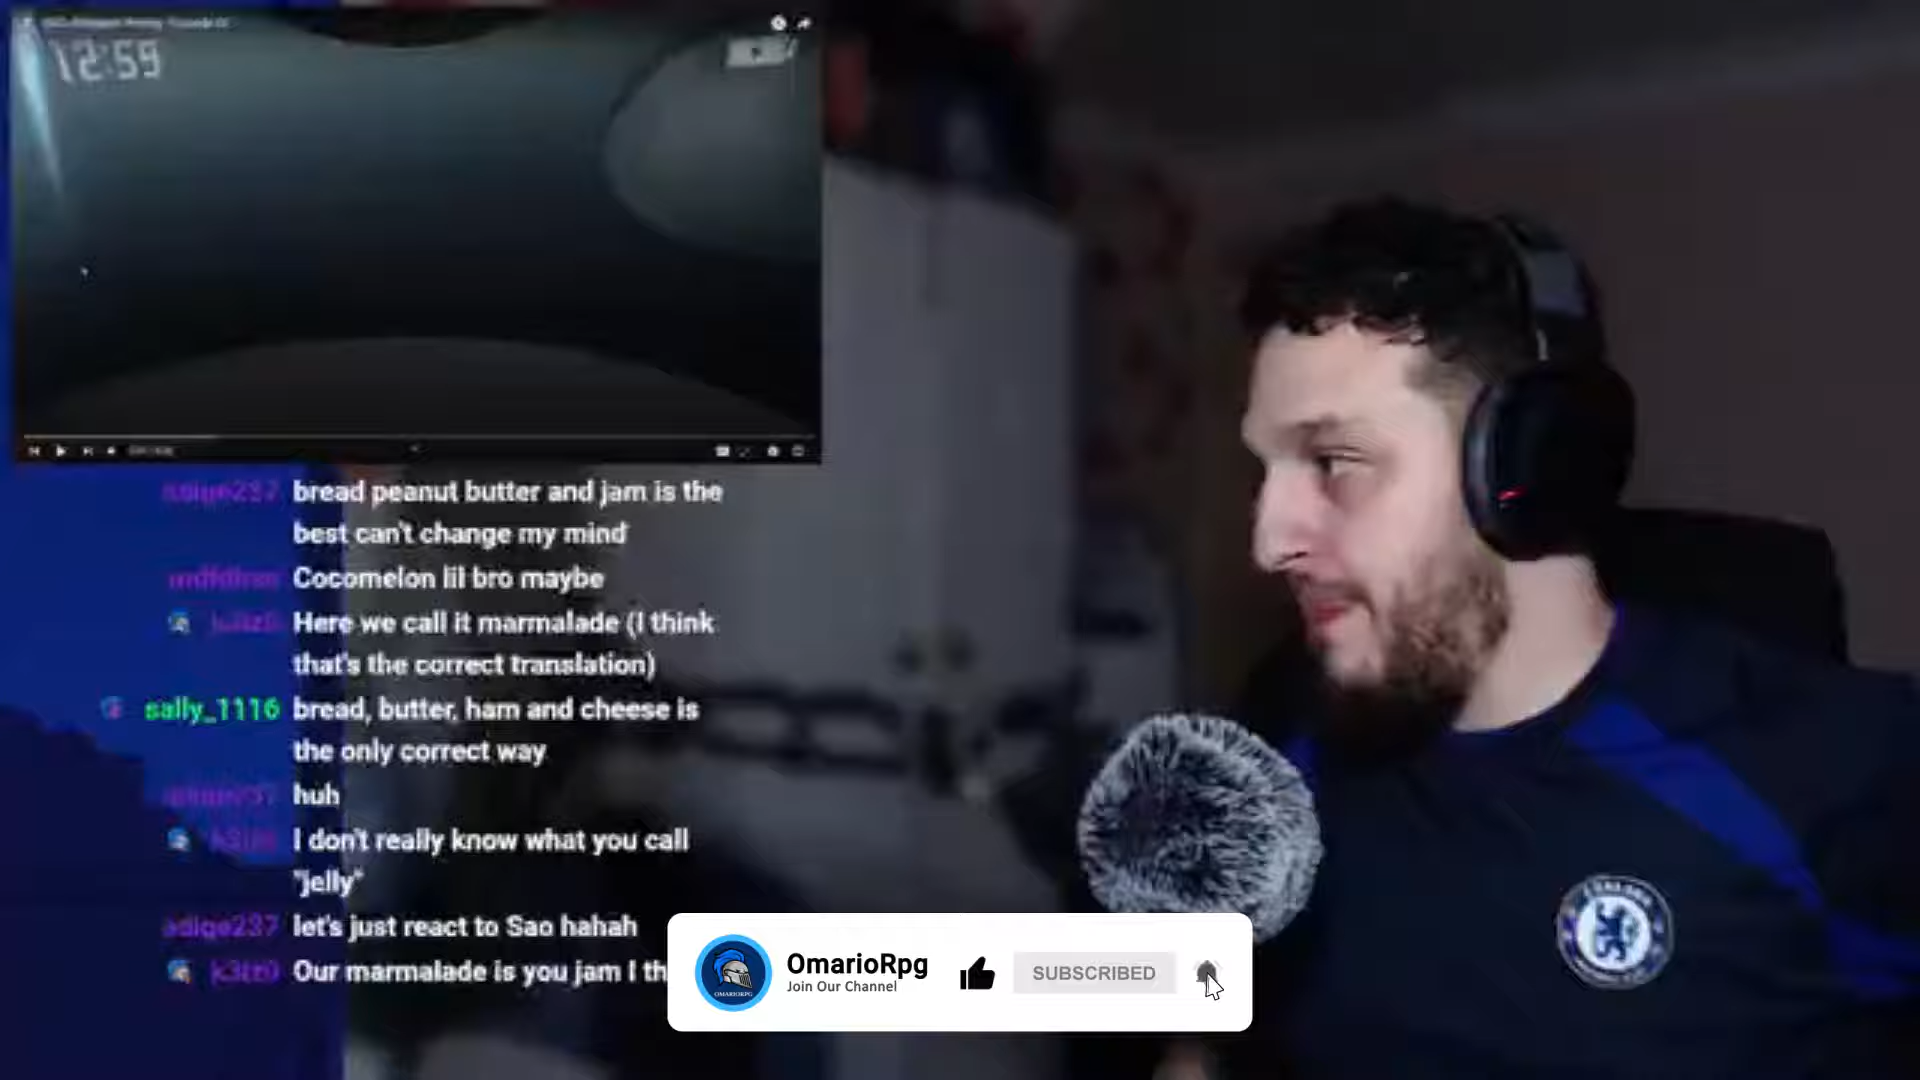 12:59
bread peanut butter and jam is the
best can't change my mind
Cocomelon lil bro maybe
Here we call it marmalade (I think
that's the correct translation)
sally_1116 bread, butter, ham and cheese is
the only correct way
huh
I don't really know what you call
"jelly"
adige237 let's just react to Sao hahah
Our marmalade is you jam I th
OmarioRpg
Join Our Channel
SUBSCRIBED
OMARIORPG